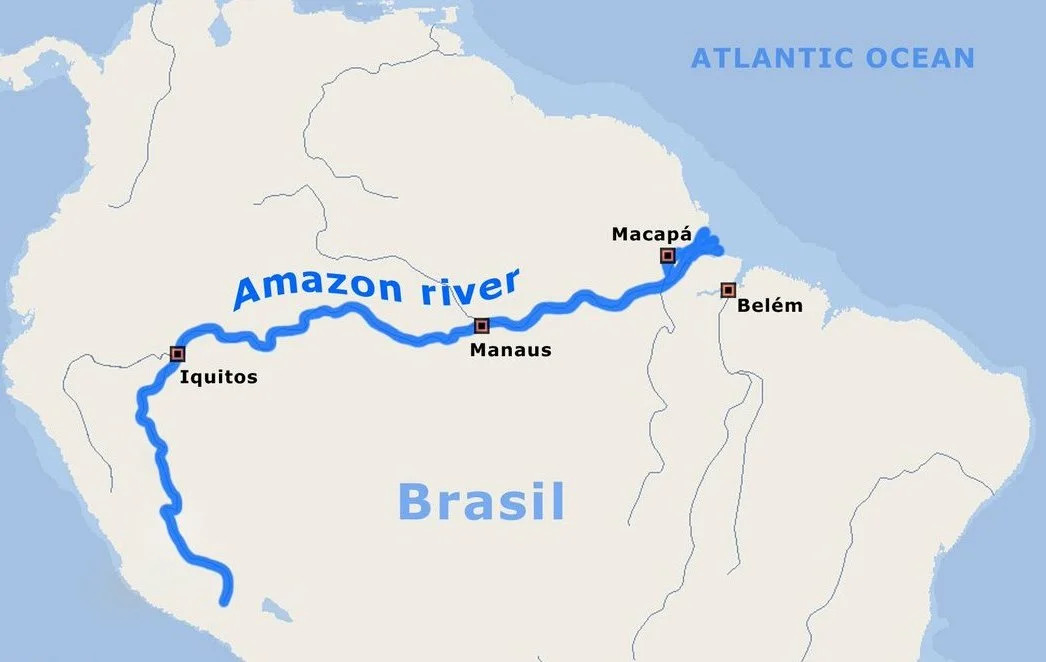 ATLANTIC OCEAN
Macapá
Amazon river
Belém
Manaus
Iquitos
Brasil